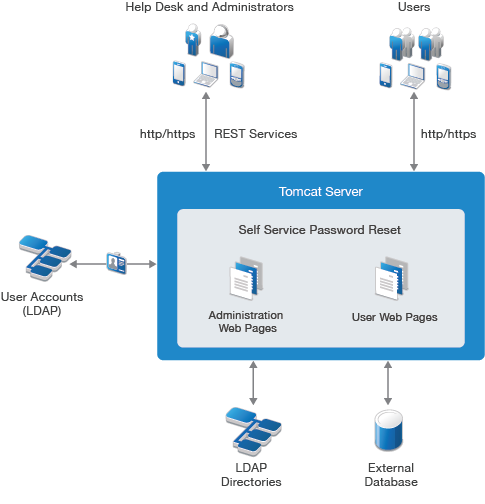 Help Desk and Administrators
Users
http/https
REST Services
http/https
Tomcat Server
Self Service Password Reset
User Accounts
(LDAP)
Administration
Web Pages
User Web Pages
LDAP
Directories
External
Database